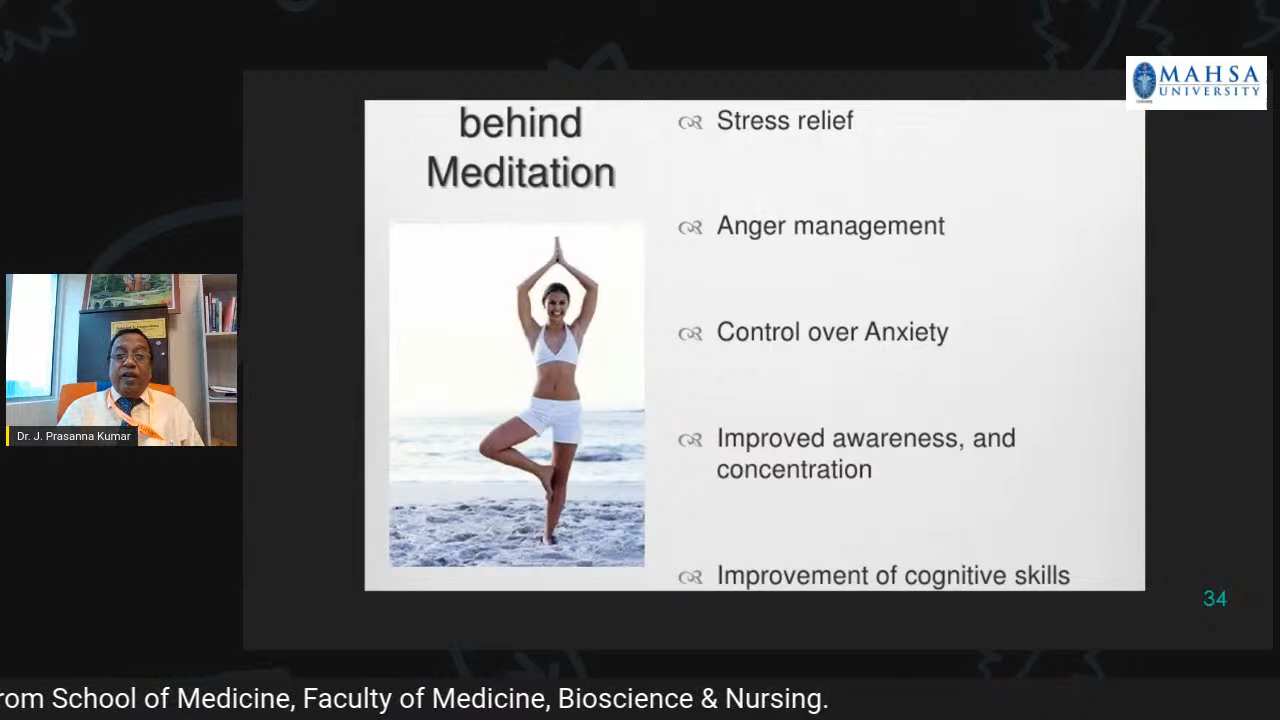 MAHSA
UNIVERSITY
behind
Meditation
Stress relief
Anger management
Control over Anxiety
Improved awareness, and
concentration
Improvement of cognitive skills
Dr. J. Prasanna Kumar
34
rom School of Medicine, Faculty of Medicine, Bioscience & Nursing.